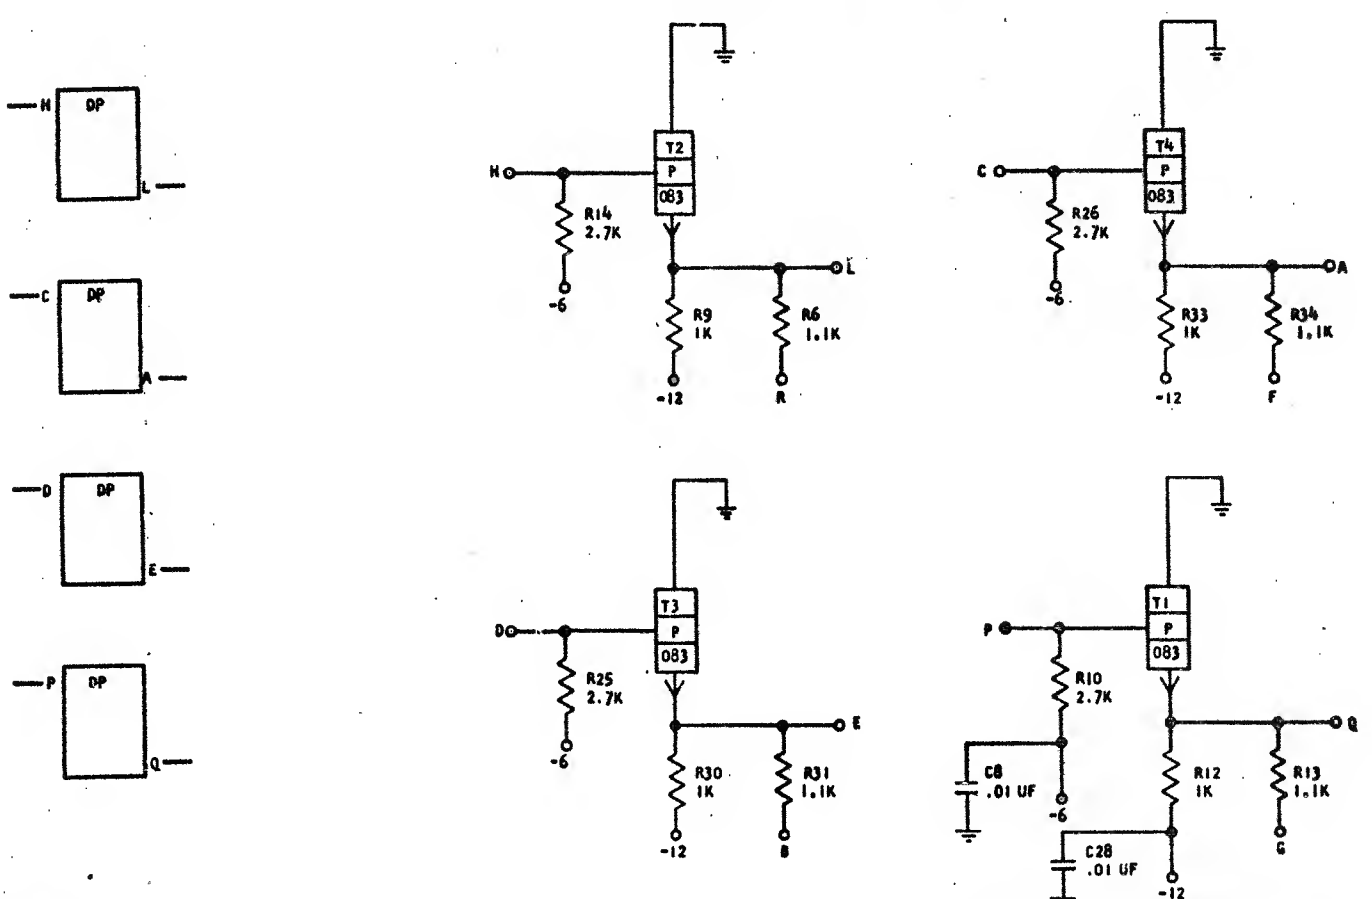 H
DP
L
C
DP
A
D
DP
E
P
DP
Q
T2
P
083
H
R14
2.7K
-6
L
R9
1K
R6
1.1K
-12
R
T4
P
083
C
R26
2.7K
-6
A
R33
1K
R34
1.1K
-12
F
T3
P
083
D
R25
2.7K
-6
E
R30
1K
R31
1.1K
-12
B
T1
P
083
P
R10
2.7K
Q
C8
.01 UF
-6
R12
1K
R13
1.1K
G
C28
.01 UF
-12